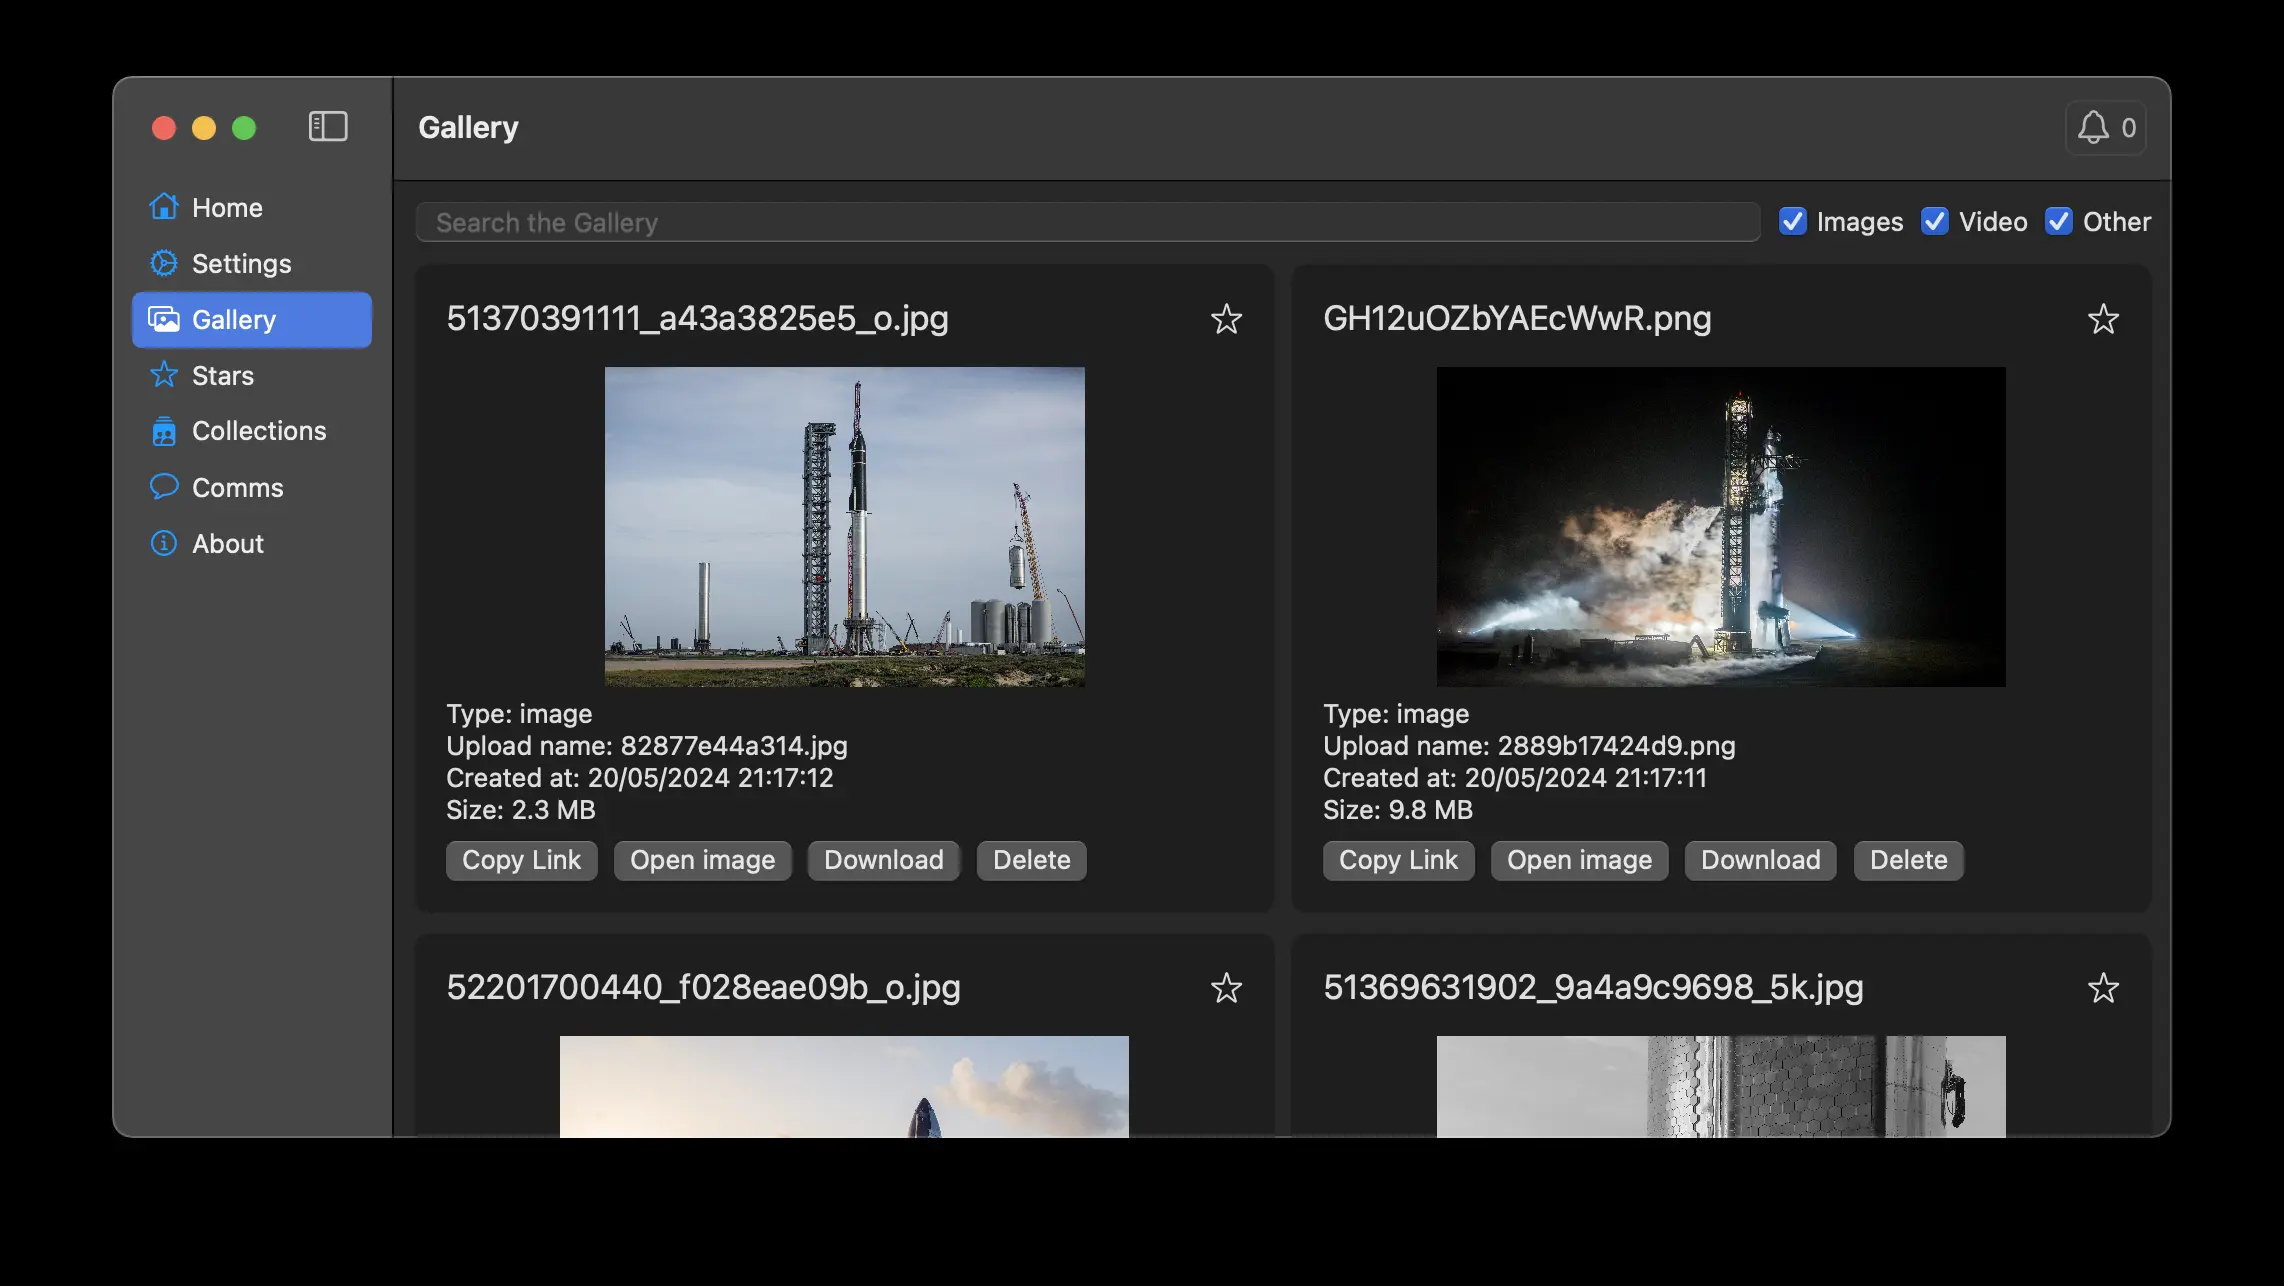 Gallery
0
Home
Settings
Gallery
Stars
Collections
Comms
About
Search the Gallery
Images
Video
Other
51370391111_a43a3825e5_o.jpg
Type: image
Upload name: 82877e44a314.jpg
Created at: 20/05/2024 21:17:12
Size: 2.3 MB
Copy Link
Open image
Download
Delete
GH12uOZbYAEcWwR.png
Type: image
Upload name: 2889b17424d9.png
Created at: 20/05/2024 21:17:11
Size: 9.8 MB
Copy Link
Open image
Download
Delete
52201700440_f028eae09b_o.jpg
51369631902_9a4a9c9698_5k.jpg